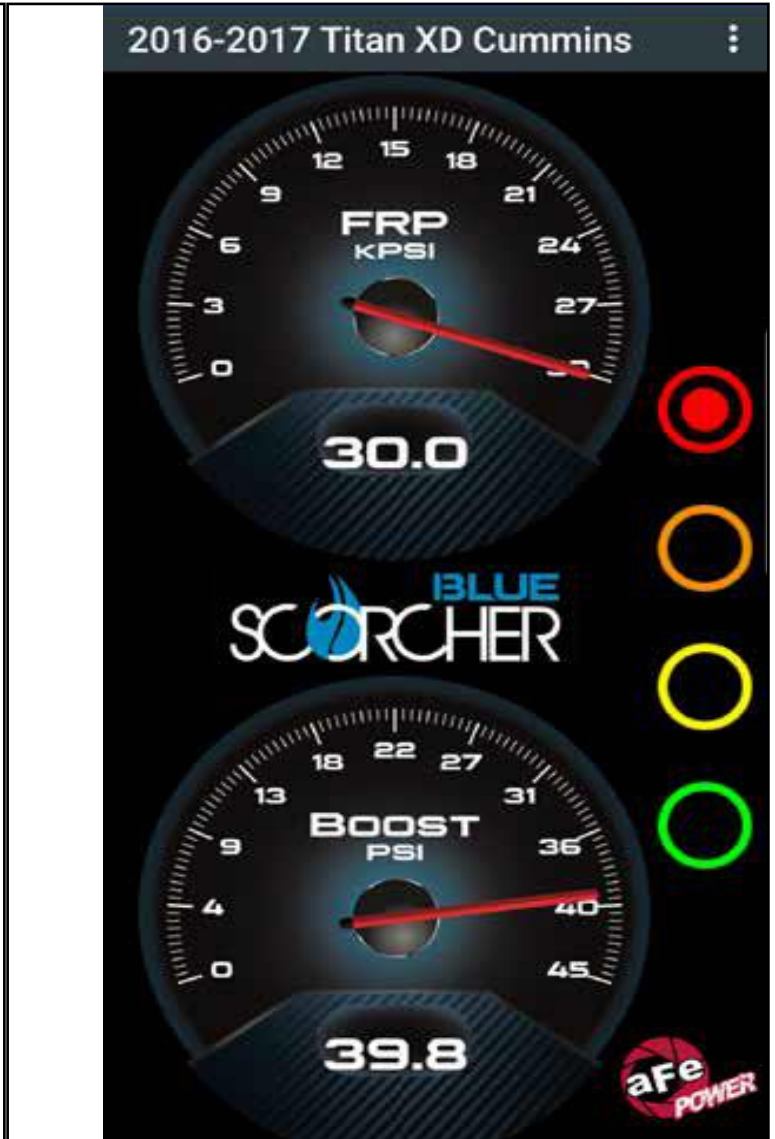 2016-2017 Titan XD Cummins
15
12
18
9
21
FRP
KPSI
6
24
3
27
0
30
30.0
BLUE
SCORCHER
22
18
27
13
31
BOOST
PSI
9
36
4
40
0
45
39.8
aFe
POWER